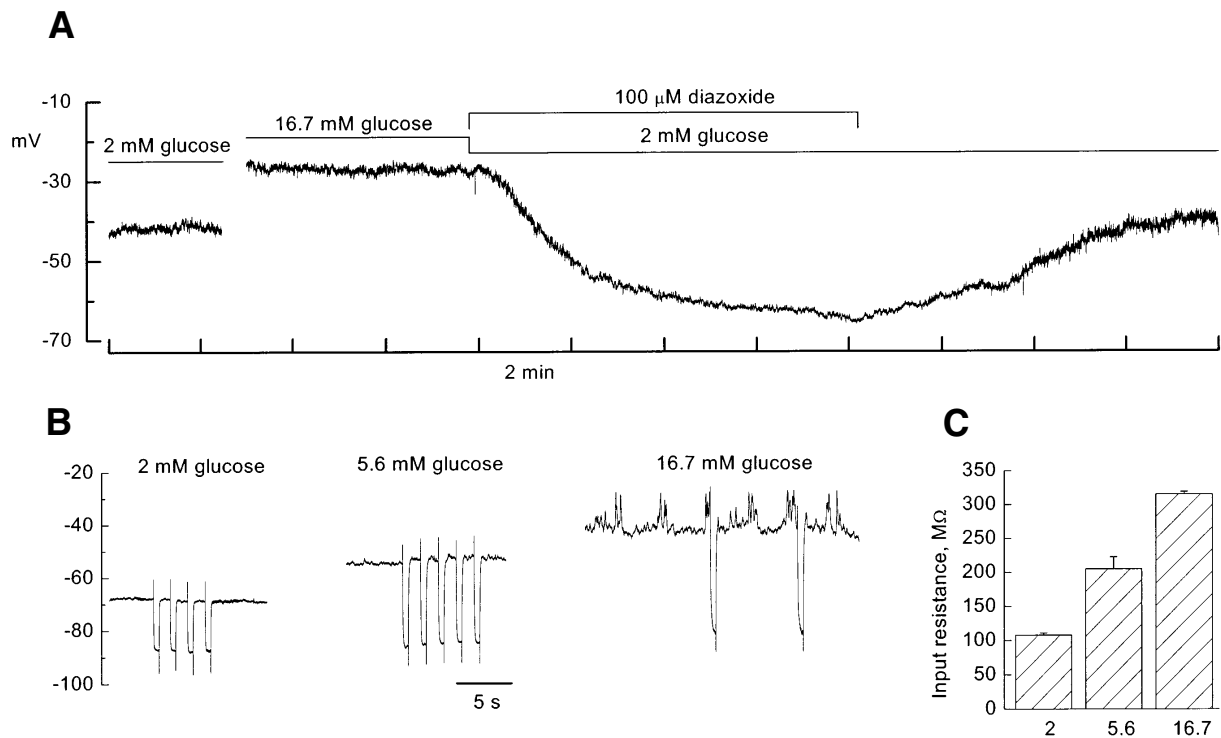 A
-10
mV
-30
-50
-70
2 mM glucose
16.7 mM glucose
100 μM diazoxide
2 mM glucose
2 min
B
-20
-40
-60
-80
-100
2 mM glucose
5.6 mM glucose
16.7 mM glucose
5 s
C
Input resistance, MΩ
350
300
250
200
150
100
50
0
2
5.6
16.7